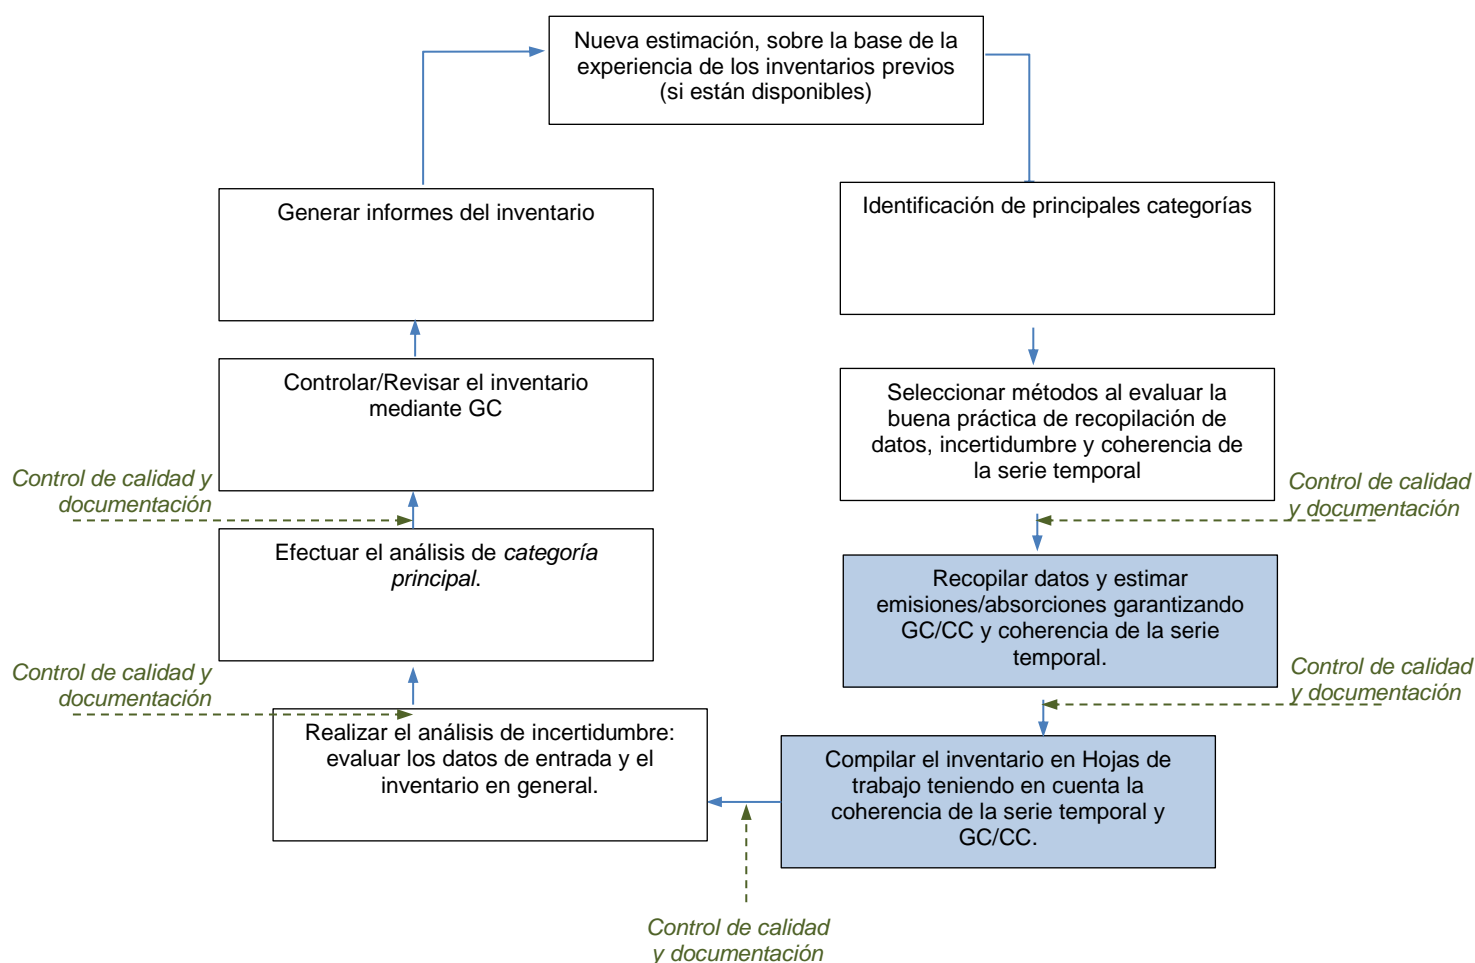 Nueva estimación, sobre la base de la
experiencia de los inventarios previos
(si están disponibles)
Generar informes del inventario
Identificación de principales categorías
Controlar/Revisar el inventario
mediante GC
Seleccionar métodos al evaluar la
buena práctica de recopilación de
datos, incertidumbre y coherencia de
la serie temporal
Control de calidad y
documentación
Control de calidad
y documentación
Efectuar el análisis de categoría
principal.
Recopilar datos y estimar
emisiones/absorciones garantizando
GC/CC y coherencia de la serie
temporal.
Control de calidad y
documentación
Control de calidad
y documentación
Realizar el análisis de incertidumbre:
evaluar los datos de entrada y el
inventario en general.
Compilar el inventario en Hojas de
trabajo teniendo en cuenta la
coherencia de la serie temporal y
GC/CC.
Control de calidad
y documentación